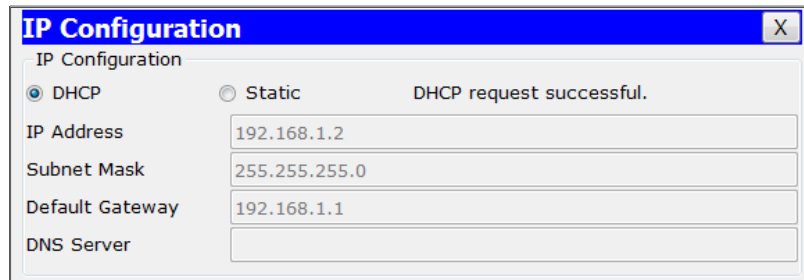 IP Configuration X
IP Configuration
DHCP Static DHCP request successful.
IP Address 192.168.1.2
Subnet Mask 255.255.255.0
Default Gateway 192.168.1.1
DNS Server